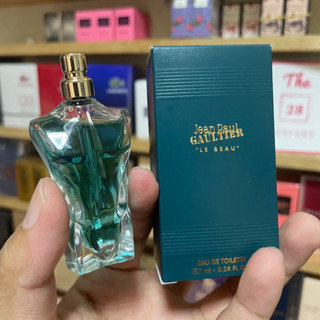 Jean Paul
GAULTIER
"LE BEAU"
EAU DE TOILETTE
The
28